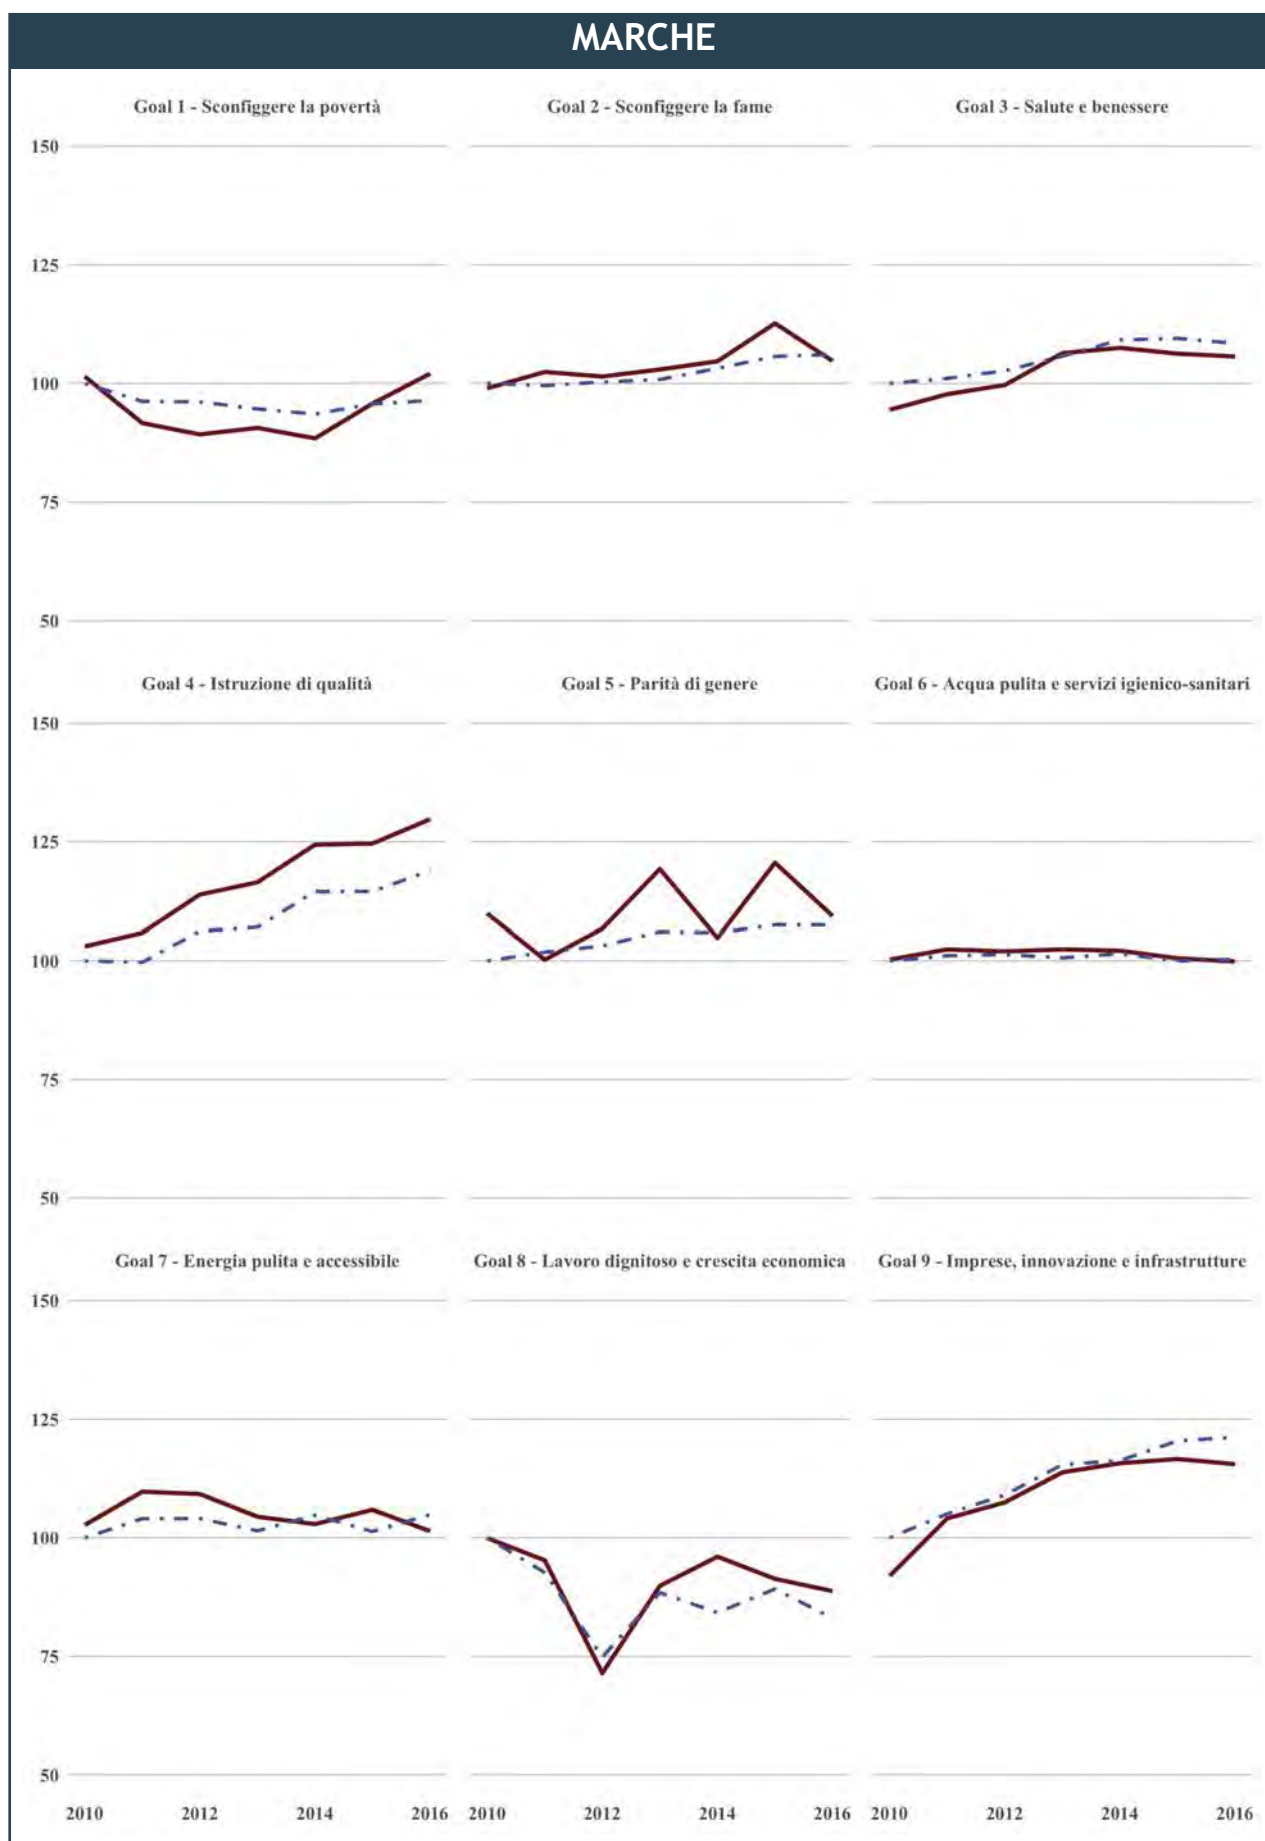 MARCHE
Goal 1 - Sconfiggere la povertà
Goal 2 - Sconfiggere la fame
Goal 3 - Salute e benessere
150
125
100
75
50
Goal 4 - Istruzione di qualità
Goal 5 - Parità di genere
Goal 6 - Acqua pulita e servizi igienico-sanitari
150
125
100
75
50
Goal 7 - Energia pulita e accessibile
Goal 8 - Lavoro dignitoso e crescita economica
Goal 9 - Imprese, innovazione e infrastrutture
150
125
100
75
50
2010 2012 2014 2016
2010 2012 2014 2016
2010 2012 2014 2016